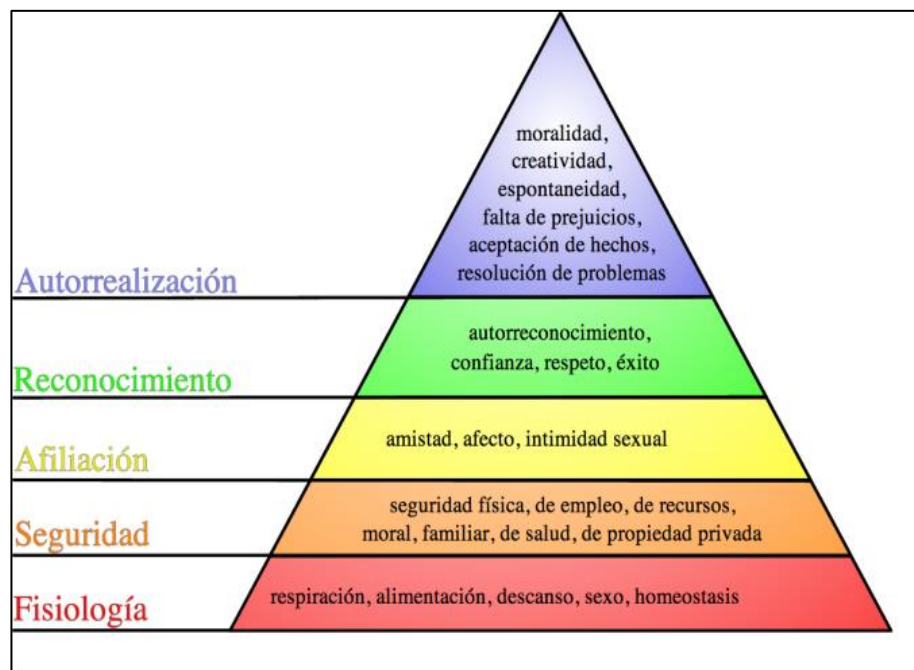 moralidad,
creatividad,
espontaneidad,
falta de prejuicios,
aceptación de hechos,
resolución de problemas
Autorrealización
autorreconocimiento,
confianza, respeto, éxito
Reconocimiento
amistad, afecto, intimidad sexual
Afiliación
seguridad física, de empleo, de recursos,
moral, familiar, de salud, de propiedad privada
Seguridad
respiración, alimentación, descanso, sexo, homeostasis
Fisiología